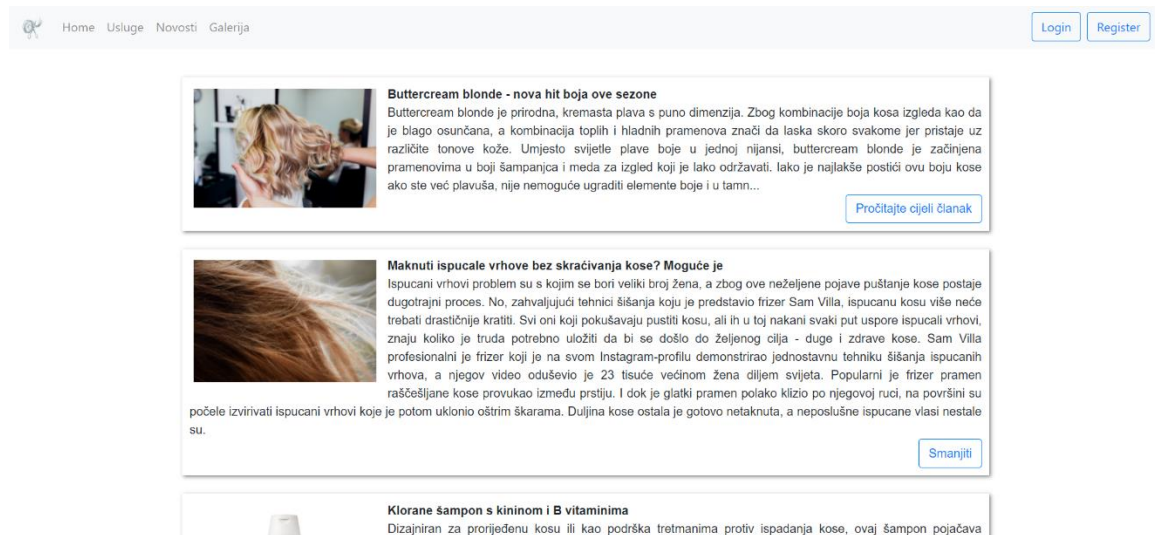 Home Usluge Novosti Galerija
Login Register
Buttercream blonde - nova hit boja ove sezone
Buttercream blonde je prirodna, kremasta plava s puno dimenzija. Zbog kombinacije boja kosa izgleda kao da
je blago osunčana, a kombinacija toplih i hladnih pramenova znači da laska skoro svakome jer pristaje uz
različite tonove kože. Umjesto svijetle plave boje u jednoj nijansi, buttercream blonde je začinjena
pramenovima u boji šampanjca i meda za izgled koji je lako održavati. Iako je najlakše postići ovu boju kose
ako ste već plavuša, nije nemoguće ugraditi elemente boje i u tamn...
Pročitajte cijeli članak
Maknuti ispucale vrhove bez skraćivanja kose? Moguće je
Ispucani vrhovi problem su s kojim se bori veliki broj žena, a zbog ove neželjene pojave puštanje kose postaje
dugotrajni proces. No, zahvaljujući tehnici šišanja koju je predstavio frizer Sam Villa, ispucanu kosu više neće
trebati drastičnije kratiti. Svi oni koji pokušavaju pustiti kosu, ali ih u toj nakani svaki put uspore ispucali vrhovi,
znaju koliko je truda potrebno uložiti da bi se došlo do željenog cilja - duge i zdrave kose. Sam Villa
profesionalni je frizer koji je na svom Instagram-profilu demonstrirao jednostavnu tehniku šišanja ispucanih
vrhova, a njegov video oduševio je 23 tisuće većinom žena diljem svijeta. Popularni je frizer pramen
raščešljane kose provukao između prstiju. I dok je glatki pramen polako klizio po njegovoj ruci, na površini su
počele izvirivati ispucani vrhovi koje je potom uklonio oštrim škarama. Duljina kose ostala je gotovo netaknuta, a neposlušne ispucane vlasi nestale
su.
Smanjiti
Klorane šampon s kininom i B vitaminima
Dizajniran za prorijeđenu kosu ili kao podrška tretmanima protiv ispadanja kose, ovaj šampon pojačava